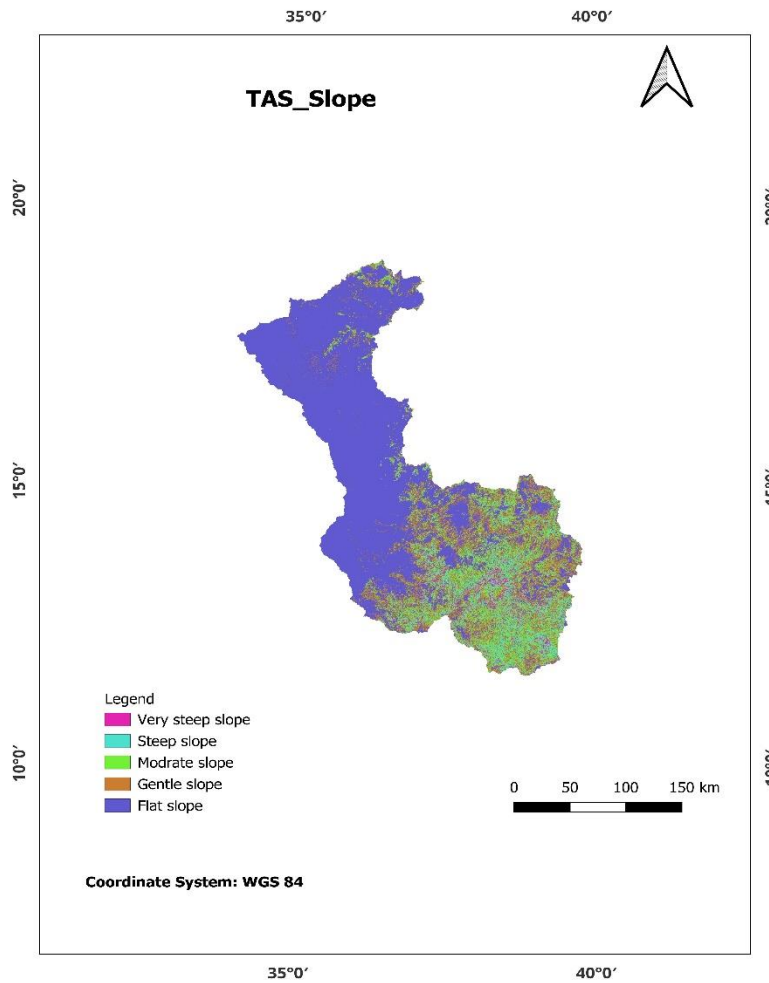 35°0′ 40°0′
TAS_Slope
20°0′
15°0′
10°0′
Legend
Very steep slope
Steep slope
Modrate slope
Gentle slope
Flat slope
0 50 100 150 km
Coordinate System: WGS 84
35°0′ 40°0′